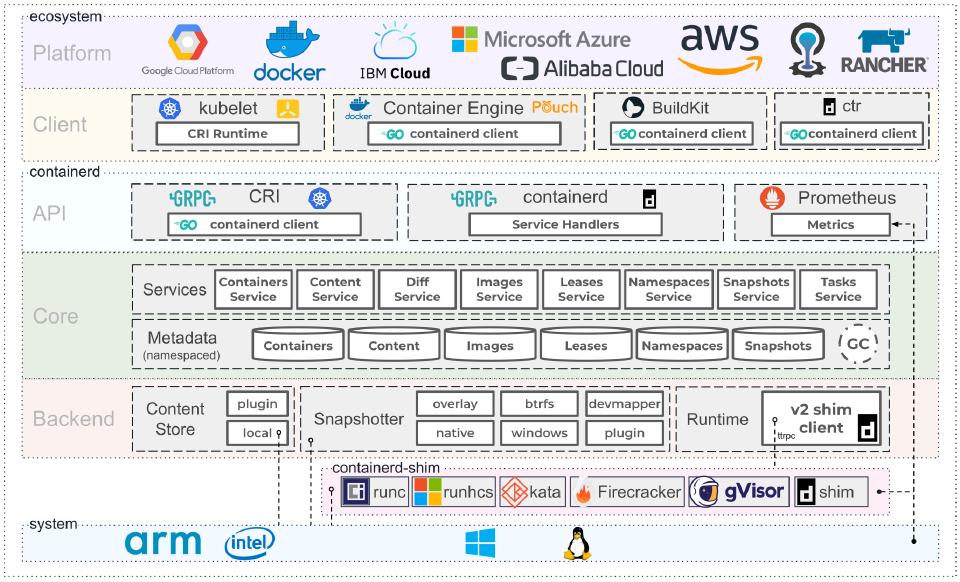 ecosystem
Platform
Google Cloud Platform
docker
IBM Cloud
Microsoft Azure
Alibaba Cloud
aws
RANCHER
Client
kubelet
CRI Runtime
docker
Container Engine
Pouch
GO containerd client
BuildKit
GO containerd client
ctr
GO containerd client
containerd
API
GRPC
CRI
GO containerd client
GRPC
containerd
Service Handlers
Prometheus
Metrics
Core
Services
Containers
Service
Content
Service
Diff
Service
Images
Service
Leases
Service
Namespaces
Service
Snapshots
Service
Tasks
Service
Metadata
(namespaced)
Containers
Content
Images
Leases
Namespaces
Snapshots
GC
Backend
Content
Store
plugin
local
Snapshotter
overlay
btrfs
devmapper
native
windows
plugin
Runtime
v2 shim
client
ttrpc
containerd-shim
runc
runhcs
kata
Firecracker
gVisor
shim
system
arm
intel